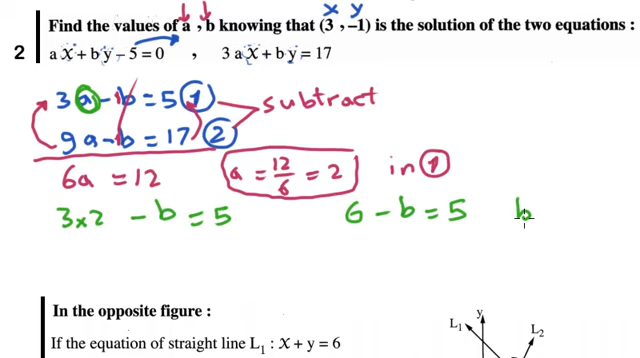 x y
Find the values of a , b knowing that (3 , –1) is the solution of the two equations :
2 a X + b y – 5 = 0 , 3 a X + b y = 17
3a - b = 5 ① subtract
9a - b = 17 ②
6a = 12 a = 12/6 = 2 in ①
3x2 - b = 5 6 - b = 5 b
In the opposite figure :
If the equation of straight line L₁ : X + y = 6
L₁ y L₂